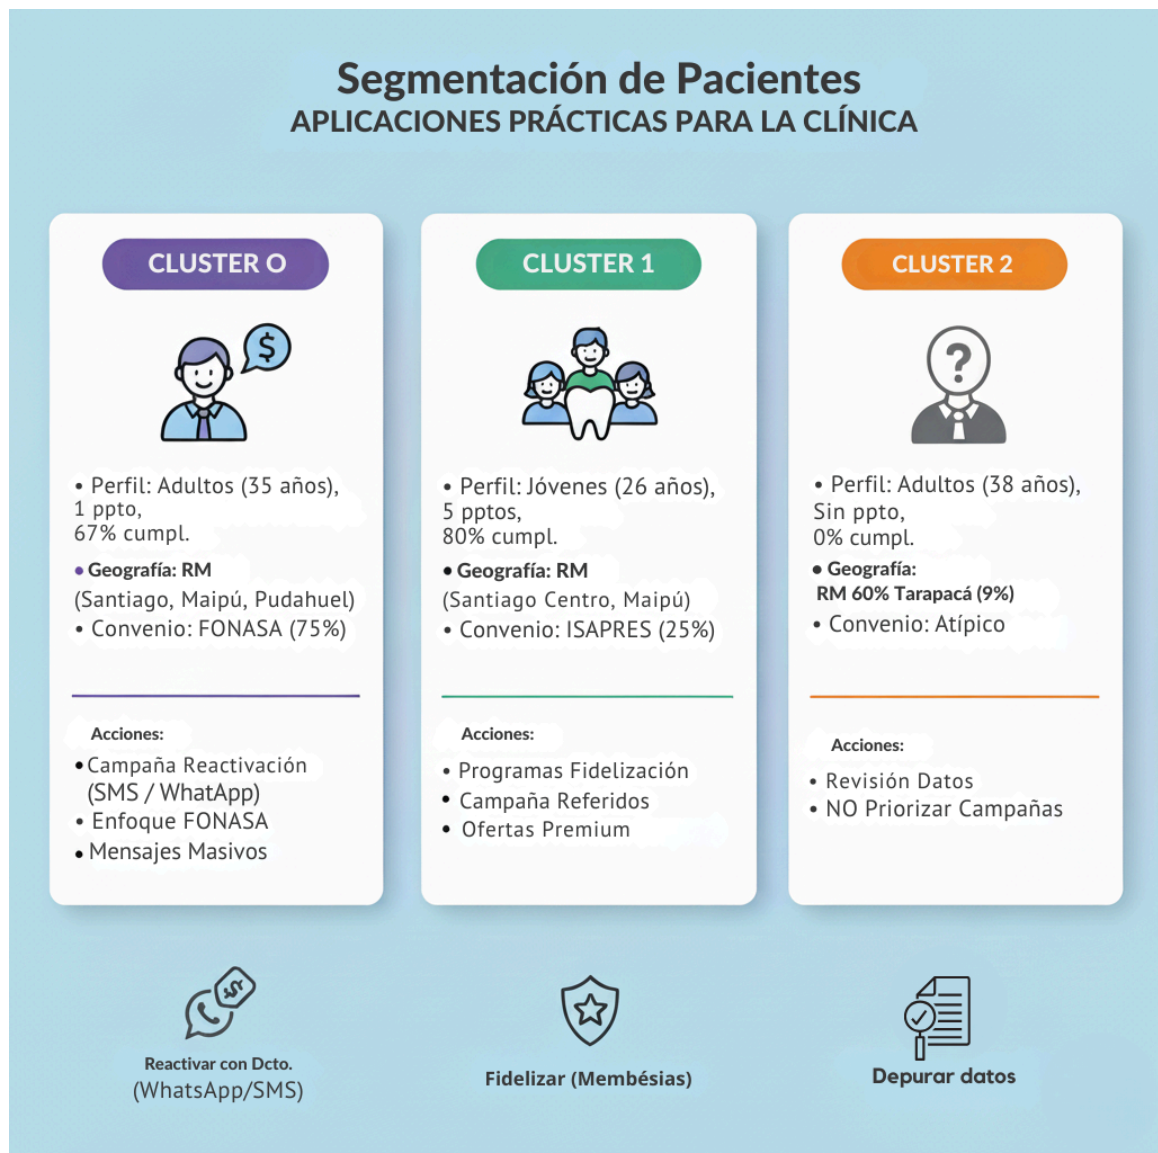 Segmentación de Pacientes
APLICACIONES PRÁCTICAS PARA LA CLÍNICA
CLUSTER O
• Perfil: Adultos (35 años),
1 ppto,
67% cumpl.
• Geografía: RM
(Santiago, Maipú, Pudahuel)
• Convenio: FONASA (75%)
Acciones:
• Campaña Reactivación
(SMS / WhatApp)
• Enfoque FONASA
• Mensajes Masivos
CLUSTER 1
• Perfil: Jóvenes (26 años),
5 pptos,
80% cumpl.
• Geografía: RM
(Santiago Centro, Maipú)
• Convenio: ISAPRES (25%)
Acciones:
• Programas Fidelización
• Campaña Referidos
• Ofertas Premium
CLUSTER 2
• Perfil: Adultos (38 años),
Sin ppto,
0% cumpl.
• Geografía:
RM 60% Tarapacá (9%)
• Convenio: Atípico
Acciones:
• Revisión Datos
• NO Priorizar Campañas
Reactivar con Dcto.
(WhatsApp/SMS)
Fidelizar (Membésias)
Depurar datos
$
?